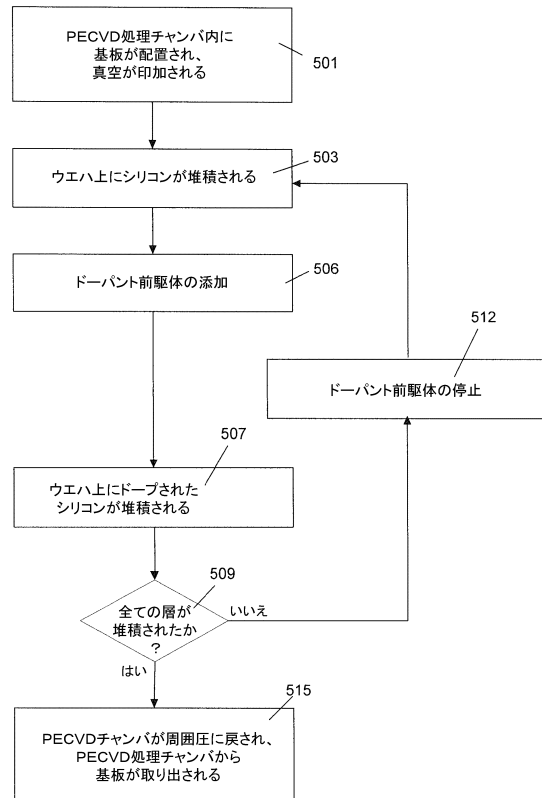 PECVD処理チャンバ内に
基板が配置され、
真空が印加される
501
ウエハ上にシリコンが堆積される
503
ドーパント前駆体の添加
506
512
ドーパント前駆体の停止
507
ウエハ上にドープされた
シリコンが堆積される
509
全ての層が
堆積されたか
?
いいえ
はい
515
PECVDチャンバが周囲圧に戻され、
PECVD処理チャンバから
基板が取り出される